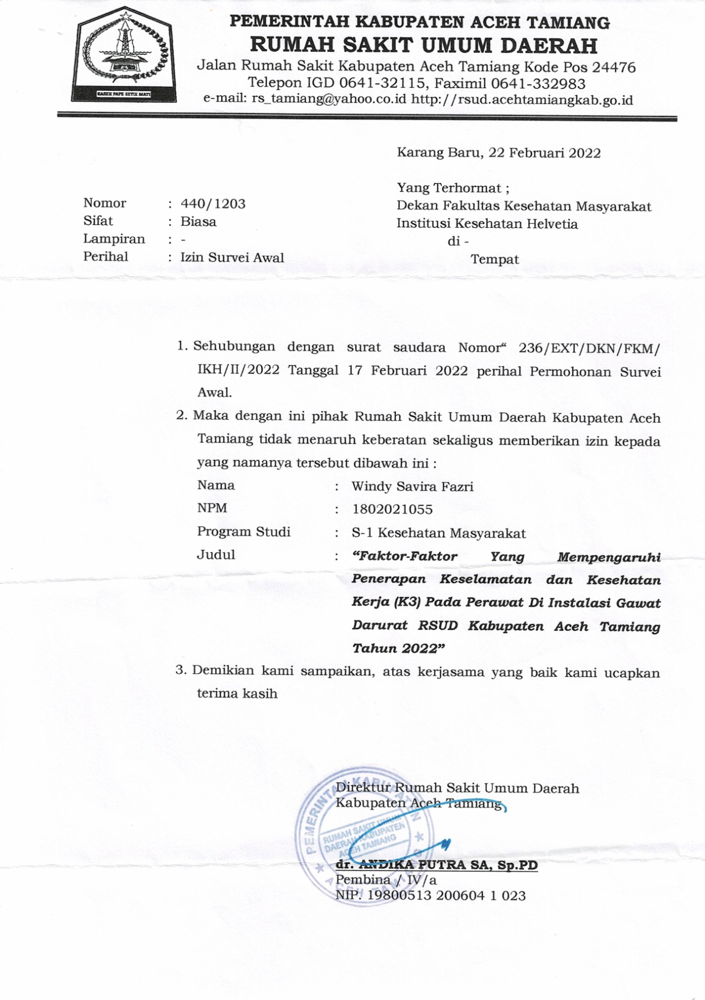 PEMERINTAH KABUPATEN ACEH TAMIANG
RUMAH SAKIT UMUM DAERAH
Jalan Rumah Sakit Kabupaten Aceh Tamiang Kode Pos 24476
Telepon IGD 0641-32115, Faximil 0641-332983
e-mail: rs_tamiang@yahoo.co.id http://rsud.acehtamiangkab.go.id
KASEH PAPE SETIE MATI
Karang Baru, 22 Februari 2022
Yang Terhormat ;
Dekan Fakultas Kesehatan Masyarakat
Institusi Kesehatan Helvetia
di -
Tempat
Nomor : 440/1203
Sifat : Biasa
Lampiran : -
Perihal : Izin Survei Awal
1. Sehubungan dengan surat saudara Nomor“ 236/EXT/DKN/FKM/
IKH/II/2022 Tanggal 17 Februari 2022 perihal Permohonan Survei
Awal.
2. Maka dengan ini pihak Rumah Sakit Umum Daerah Kabupaten Aceh
Tamiang tidak menaruh keberatan sekaligus memberikan izin kepada
yang namanya tersebut dibawah ini :
Nama : Windy Savira Fazri
NPM : 1802021055
Program Studi : S-1 Kesehatan Masyarakat
Judul : “Faktor-Faktor Yang Mempengaruhi
Penerapan Keselamatan dan Kesehatan
Kerja (K3) Pada Perawat Di Instalasi Gawat
Darurat RSUD Kabupaten Aceh Tamiang
Tahun 2022”
3. Demikian kami sampaikan, atas kerjasama yang baik kami ucapkan
terima kasih
Direktur Rumah Sakit Umum Daerah
Kabupaten Aceh Tamiang,
PEMERINTAH KABUPATEN
RUMAH SAKIT UMUM
DAERAH KABUPATEN
ACEH TAMIANG
ACEH TAMIANG
dr. ANDIKA PUTRA SA, Sp.PD
Pembina / IV/a
NIP. 19800513 200604 1 023